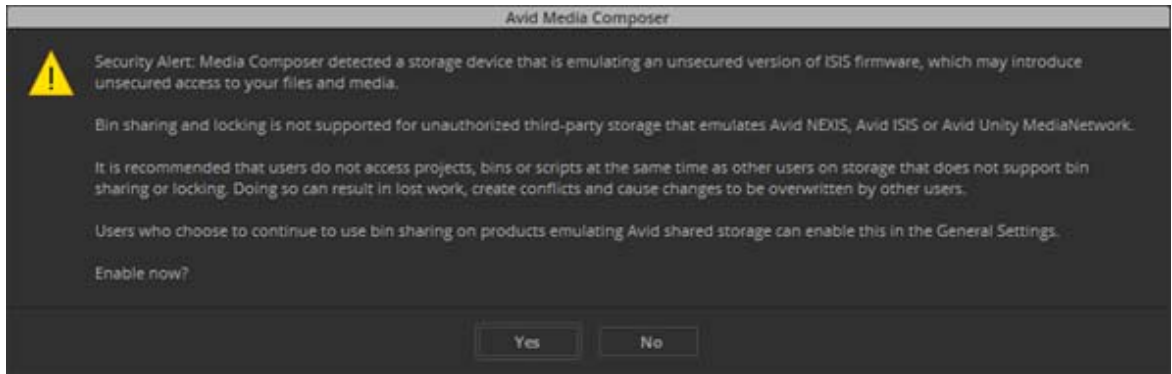 Avid Media Composer
Security Alert: Media Composer detected a storage device that is emulating an unsecured version of ISIS firmware, which may introduce
unsecured access to your files and media.
Bin sharing and locking is not supported for unauthorized third-party storage that emulates Avid NEXIS, Avid ISIS or Avid Unity MediaNetwork.
It is recommended that users do not access projects, bins or scripts at the same time as other users on storage that does not support bin
sharing or locking. Doing so can result in lost work, create conflicts and cause changes to be overwritten by other users.
Users who choose to continue to use bin sharing on products emulating Avid shared storage can enable this in the General Settings.
Enable now?
Yes No